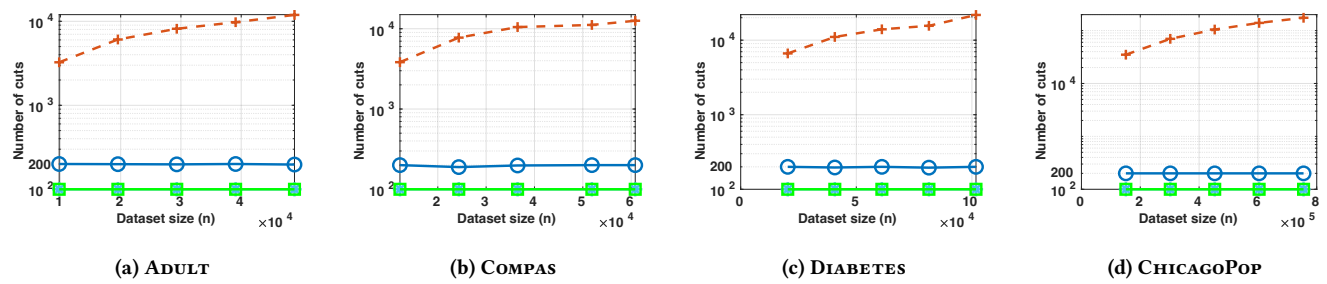 Number of cuts
10^4
10^3
200
10^2
1 2 3 4
Dataset size (n)
×10^4
(a) Adult
Number of cuts
10^4
10^3
200
10^2
2 3 4 5 6
Dataset size (n)
×10^4
(b) Compas
Number of cuts
10^4
10^3
200
10^2
0 5 10
Dataset size (n)
×10^4
(c) Diabetes
Number of cuts
10^4
200
10^2
0 2 4 6 8
Dataset size (n)
×10^5
(d) ChicagoPop